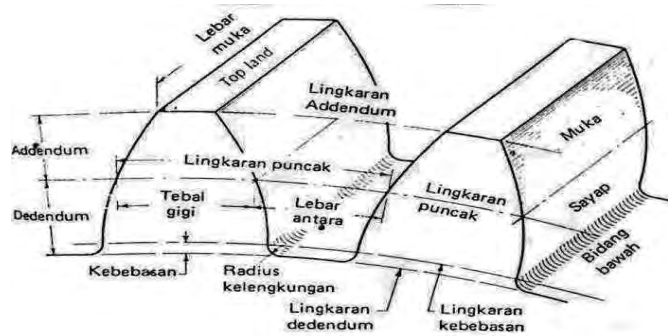 Lebar
muka
Top land
Lingkaran
Addendum
Addendum
Lingkaran puncak
Muka
Dedendum
Tebal
gigi
Lebar
antara
Lingkaran
puncak
Sayap
Bidang
bawah
Kebebasan
Radius
kelengkungan
Lingkaran
dedendum
Lingkaran
kebebasan